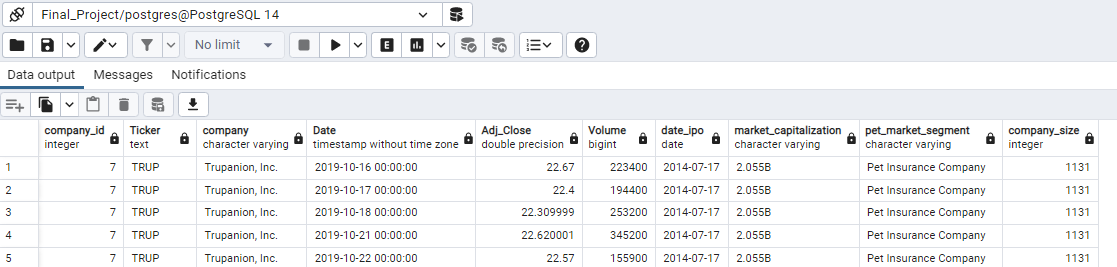 Final_Project/postgres@PostgreSQL 14
No limit
Data output Messages Notifications
company_id Ticker company Date Adj_Close Volume date_ipo market_capitalization pet_market_segment company_size
integer text character varying timestamp without time zone double precision bigint date character varying character varying integer
1 7 TRUP Trupanion, Inc. 2019-10-16 00:00:00 22.67 223400 2014-07-17 2.055B Pet Insurance Company 1131
2 7 TRUP Trupanion, Inc. 2019-10-17 00:00:00 22.4 194400 2014-07-17 2.055B Pet Insurance Company 1131
3 7 TRUP Trupanion, Inc. 2019-10-18 00:00:00 22.309999 253200 2014-07-17 2.055B Pet Insurance Company 1131
4 7 TRUP Trupanion, Inc. 2019-10-21 00:00:00 22.620001 345200 2014-07-17 2.055B Pet Insurance Company 1131
5 7 TRUP Trupanion, Inc. 2019-10-22 00:00:00 22.57 155900 2014-07-17 2.055B Pet Insurance Company 1131